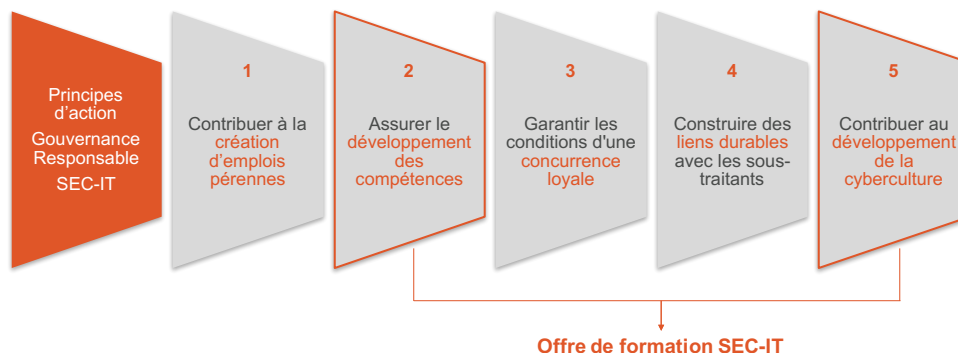 Principes
d’action
Gouvernance
Responsable
SEC-IT
1
Contribuer à la
création
d’emplois
pérennes
2
Assurer le
développement
des
compétences
3
Garantir les
conditions d'une
concurrence
loyale
4
Construire des
liens durables
avec les sous-
traitants
5
Contribuer au
développement
de la
cyberculture
Offre de formation SEC-IT